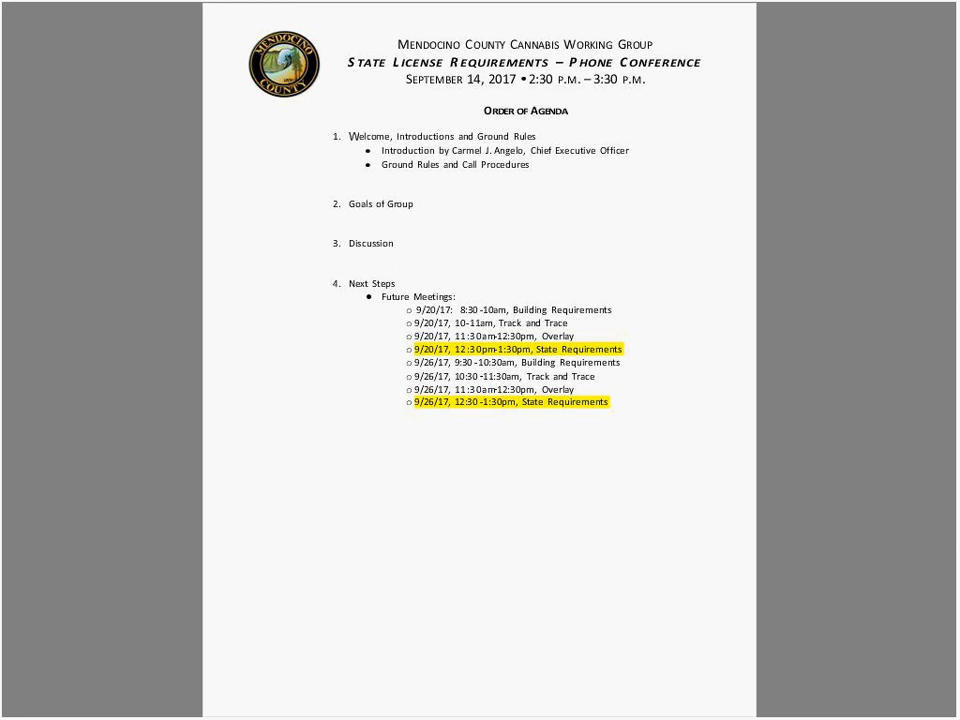 MENDOCINO COUNTY
MENDOCINO COUNTY CANNABIS WORKING GROUP
STATE LICENSE REQUIREMENTS – PHONE CONFERENCE
SEPTEMBER 14, 2017 • 2:30 P.M. – 3:30 P.M.
ORDER OF AGENDA
1. Welcome, Introductions and Ground Rules
• Introduction by Carmel J. Angelo, Chief Executive Officer
• Ground Rules and Call Procedures
2. Goals of Group
3. Discussion
4. Next Steps
• Future Meetings:
o 9/20/17: 8:30-10am, Building Requirements
o 9/20/17, 10-11am, Track and Trace
o 9/20/17, 11:30am-12:30pm, Overlay
o 9/20/17, 12:30pm-1:30pm, State Requirements
o 9/26/17, 9:30-10:30am, Building Requirements
o 9/26/17, 10:30-11:30am, Track and Trace
o 9/26/17, 11:30am-12:30pm, Overlay
o 9/26/17, 12:30-1:30pm, State Requirements